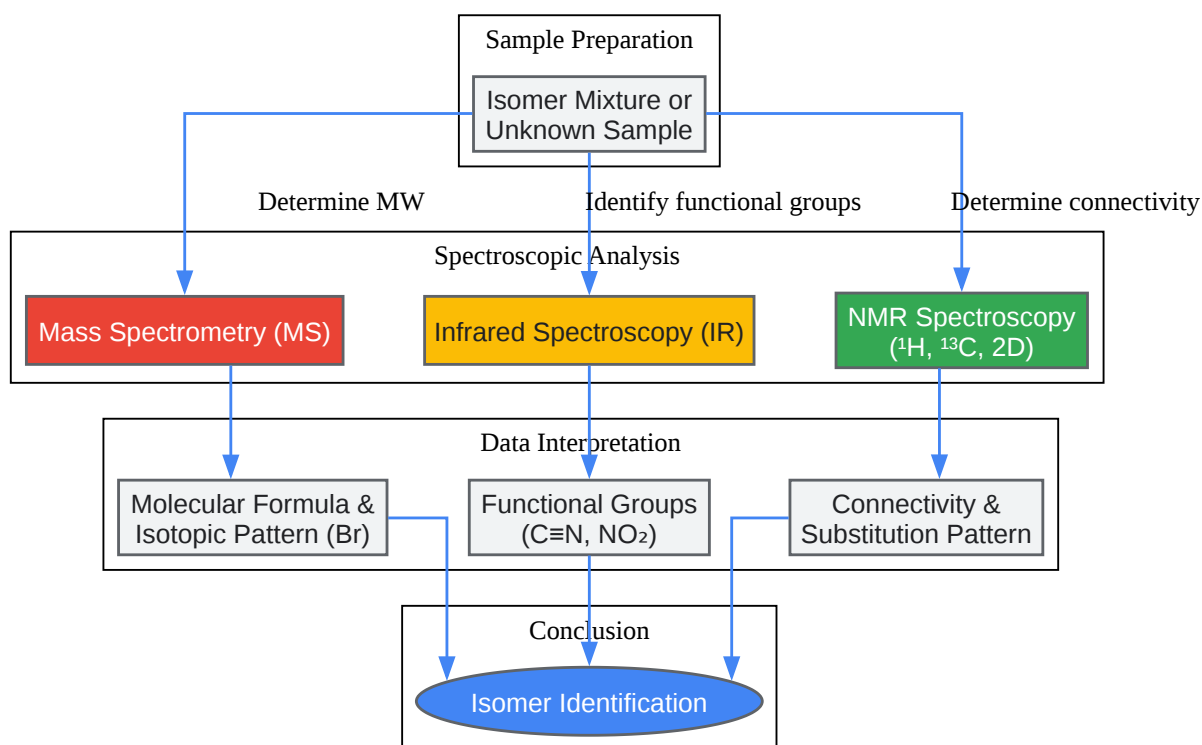 Sample Preparation
Isomer Mixture or
Unknown Sample
Determine MW
Identify functional groups
Determine connectivity
Spectroscopic Analysis
Mass Spectrometry (MS)
Infrared Spectroscopy (IR)
NMR Spectroscopy
(¹H, ¹³C, 2D)
Data Interpretation
Molecular Formula &
Isotopic Pattern (Br)
Functional Groups
(C≡N, NO₂)
Connectivity &
Substitution Pattern
Conclusion
Isomer Identification